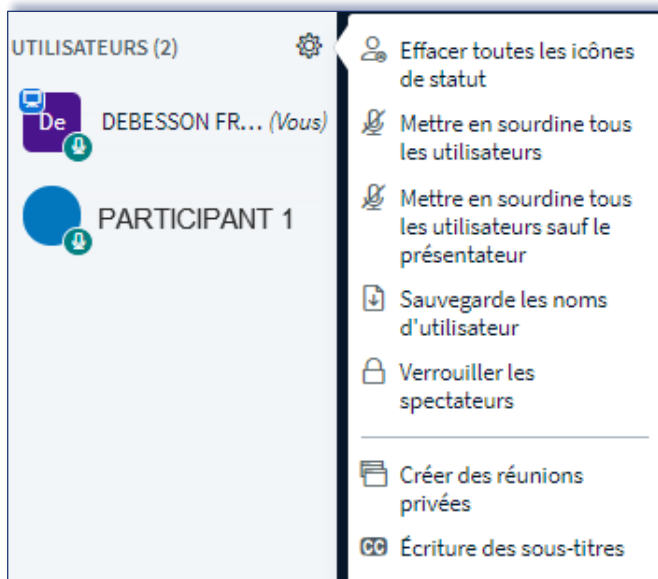 UTILISATEURS (2)
De
DEBESSON FR... (Vous)
PARTICIPANT 1
Effacer toutes les icônes
de statut
Mettre en sourdine tous
les utilisateurs
Mettre en sourdine tous
les utilisateurs sauf le
présentateur
Sauvegarde les noms
d'utilisateur
Verrouiller les
spectateurs
Créer des réunions
privées
CC Écriture des sous-titres